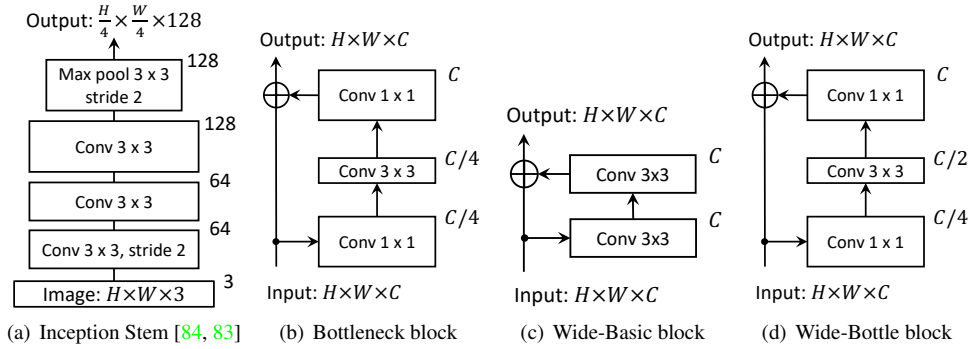 Output: H/4 × W/4 ×128
128
Max pool 3 x 3
stride 2
128
Conv 3 x 3
64
Conv 3 x 3
64
Conv 3 x 3, stride 2
3
Image: H×W×3
(a) Inception Stem [84, 83]
Output: H×W×C
C
Conv 1 x 1
C/4
Conv 3 x 3
C/4
Conv 1 x 1
Input: H×W×C
(b) Bottleneck block
Output: H×W×C
C
Conv 3x3
C
Conv 3x3
Input: H×W×C
(c) Wide-Basic block
Output: H×W×C
C
Conv 1 x 1
C/2
Conv 3 x 3
C/4
Conv 1 x 1
Input: H×W×C
(d) Wide-Bottle block